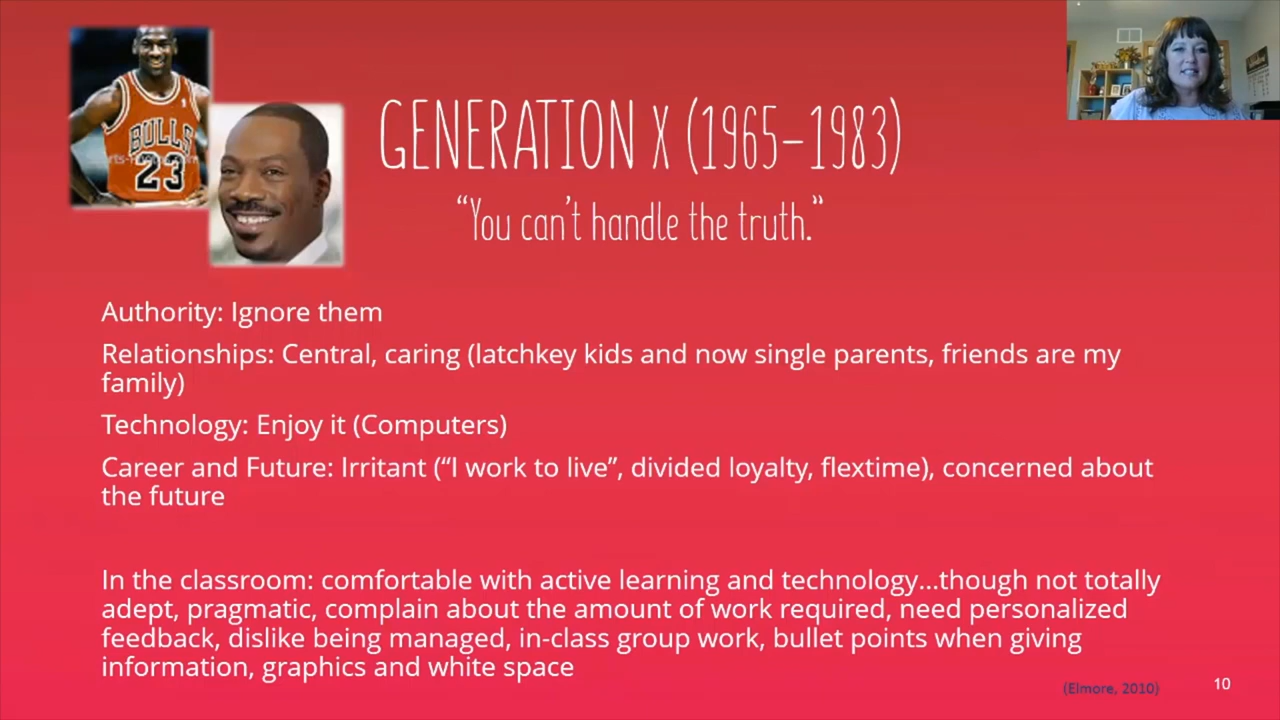 BULLS
23
GENERATION X (1965–1983)
“You can’t handle the truth.“
Authority: Ignore them
Relationships: Central, caring (latchkey kids and now single parents, friends are my
family)
Technology: Enjoy it (Computers)
Career and Future: Irritant (“I work to live”, divided loyalty, flextime), concerned about
the future
In the classroom: comfortable with active learning and technology…though not totally
adept, pragmatic, complain about the amount of work required, need personalized
feedback, dislike being managed, in-class group work, bullet points when giving
information, graphics and white space
(Elmore, 2010)
10